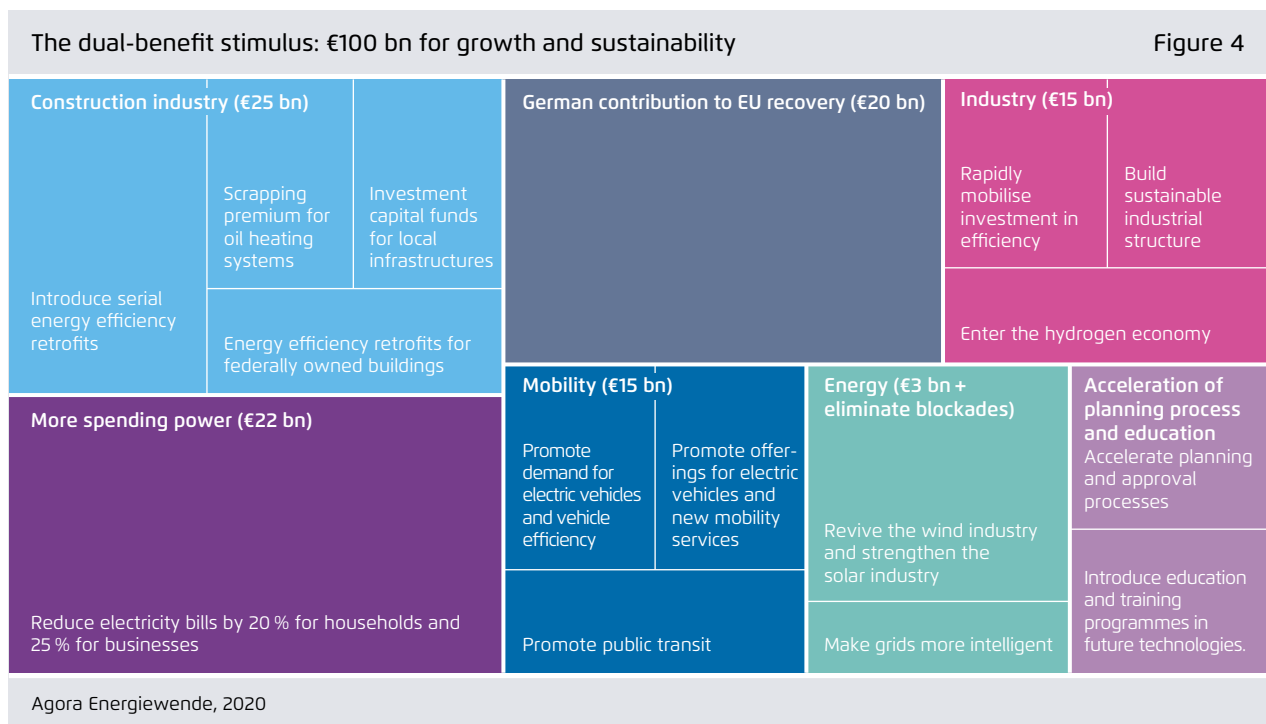 The dual-benefit stimulus: €100 bn for growth and sustainability
Figure 4
Construction industry (€25 bn)
Introduce serial
energy efficiency
retrofits
Scrapping
premium for
oil heating
systems
Investment
capital funds
for local
infrastructures
Energy efficiency retrofits for
federally owned buildings
German contribution to EU recovery (€20 bn)
Industry (€15 bn)
Rapidly
mobilise
investment in
efficiency
Build
sustainable
industrial
structure
Enter the hydrogen economy
More spending power (€22 bn)
Reduce electricity bills by 20 % for households and
25 % for businesses
Mobility (€15 bn)
Promote
demand for
electric vehicles
and vehicle
efficiency
Promote offer-
ings for electric
vehicles and
new mobility
services
Promote public transit
Energy (€3 bn +
eliminate blockades)
Revive the wind industry
and strengthen the
solar industry
Make grids more intelligent
Acceleration of
planning process
and education
Accelerate planning
and approval
processes
Introduce education
and training
programmes in
future technologies.
Agora Energiewende, 2020